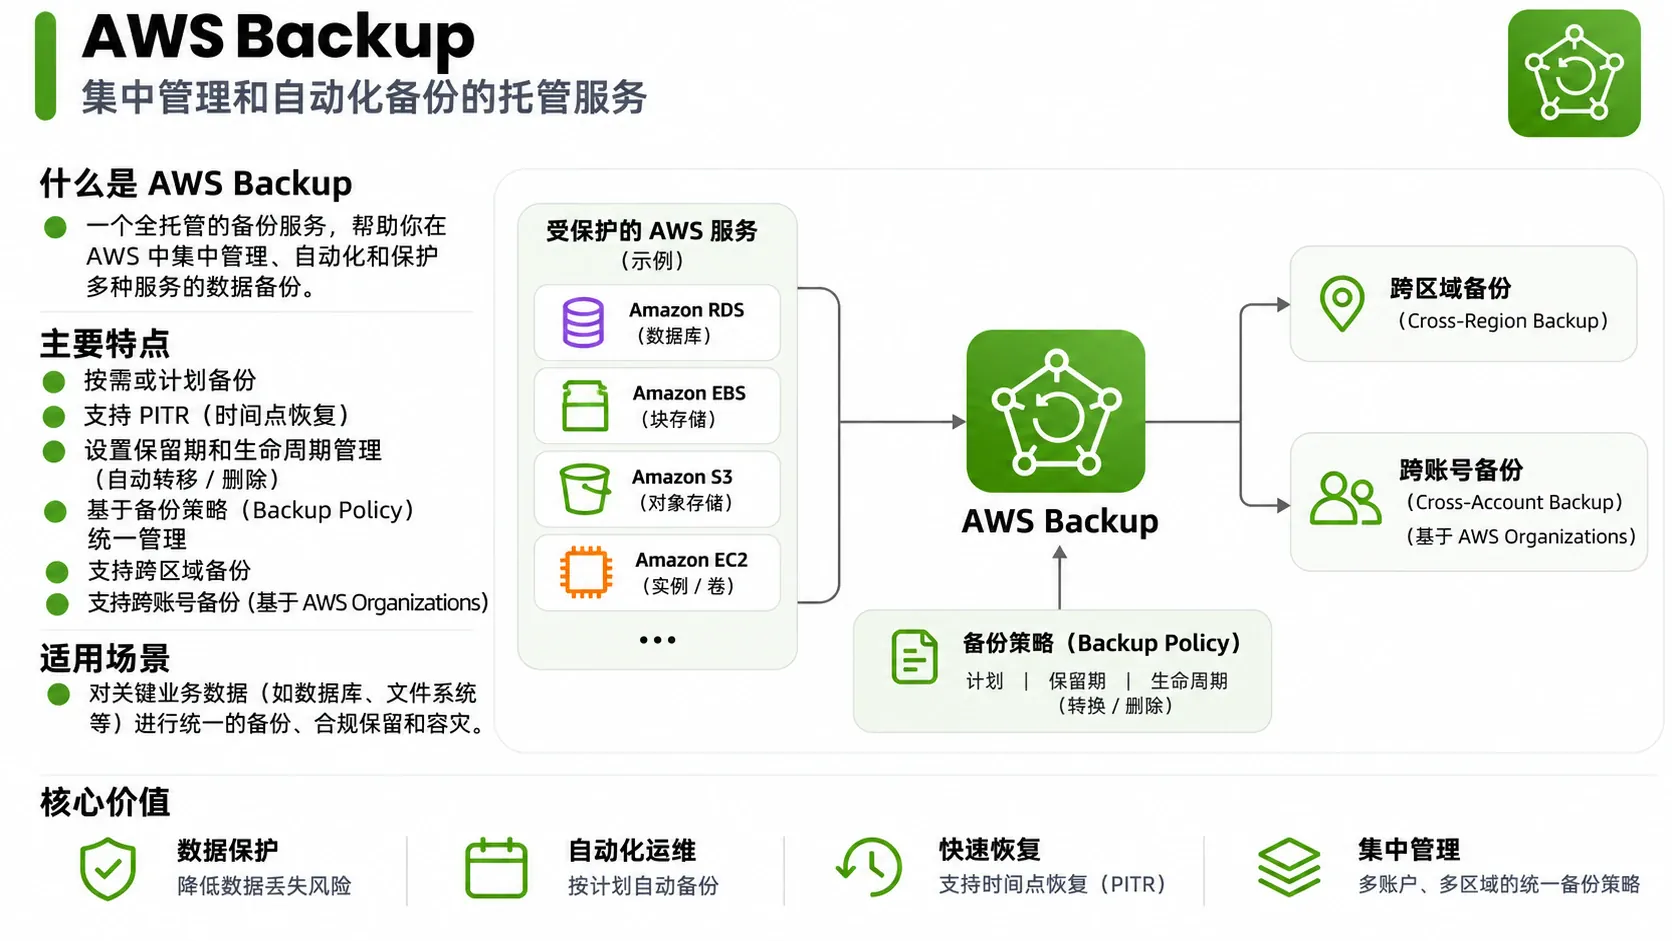 AWS Backup
集中管理和自动化备份的托管服务
什么是 AWS Backup
一个全托管的备份服务，帮助你在
AWS 中集中管理、自动化和保护
多种服务的数据备份。
主要特点
按需或计划备份
支持 PITR（时间点恢复）
设置保留期和生命周期管理
（自动转移 / 删除）
基于备份策略（Backup Policy）
统一管理
支持跨区域备份
支持跨账号备份 (基于 AWS Organizations)
适用场景
对关键业务数据（如数据库、文件系统
等）进行统一的备份、合规保留和容灾。
受保护的 AWS 服务
（示例）
Amazon RDS
（数据库）
Amazon EBS
（块存储）
Amazon S3
（对象存储）
Amazon EC2
（实例 / 卷）
•••
AWS Backup
备份策略（Backup Policy）
计划 | 保留期 | 生命周期
（转换 / 删除）
跨区域备份
（Cross-Region Backup）
跨账号备份
（Cross-Account Backup）
（基于 AWS Organizations）
核心价值
数据保护
降低数据丢失风险
自动化运维
按计划自动备份
快速恢复
支持时间点恢复（PITR）
集中管理
多账户、多区域的统一备份策略